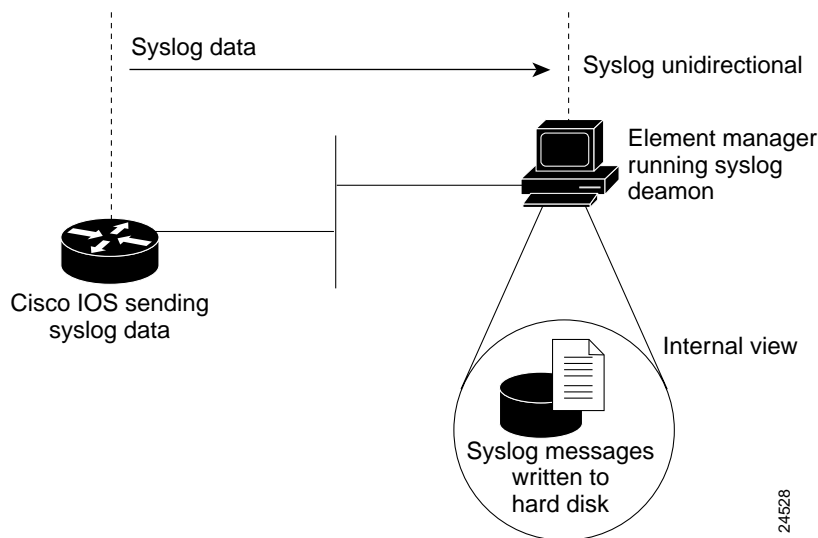 Syslog data
Syslog unidirectional
Element manager
running syslog
deamon
Cisco IOS sending
syslog data
Internal view
Syslog messages
written to
hard disk
24528